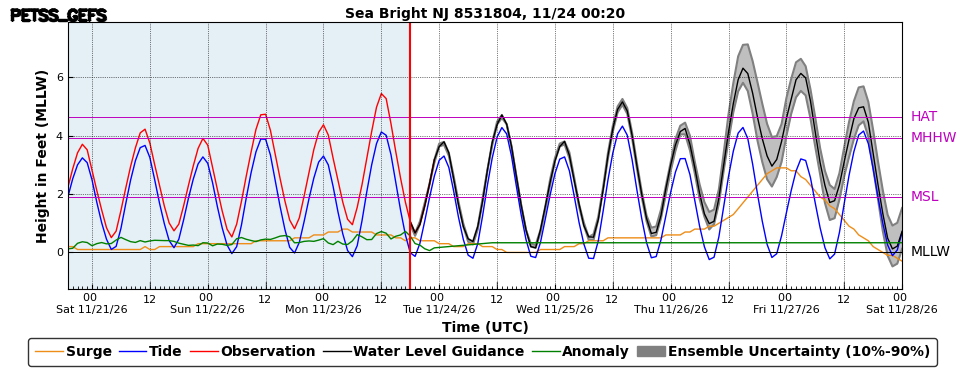 PETSS_GEFS
Sea Bright NJ 8531804, 11/24 00:20
Height in Feet (MLLW)
6
4
2
0
HAT
MHHW
MSL
MLLW
00 12 00 12 00 12 00 12 00 12 00 12 00 12 00
Sat 11/21/26 Sun 11/22/26 Mon 11/23/26 Tue 11/24/26 Wed 11/25/26 Thu 11/26/26 Fri 11/27/26 Sat 11/28/26
Time (UTC)
Surge Tide Observation Water Level Guidance Anomaly Ensemble Uncertainty (10%-90%)